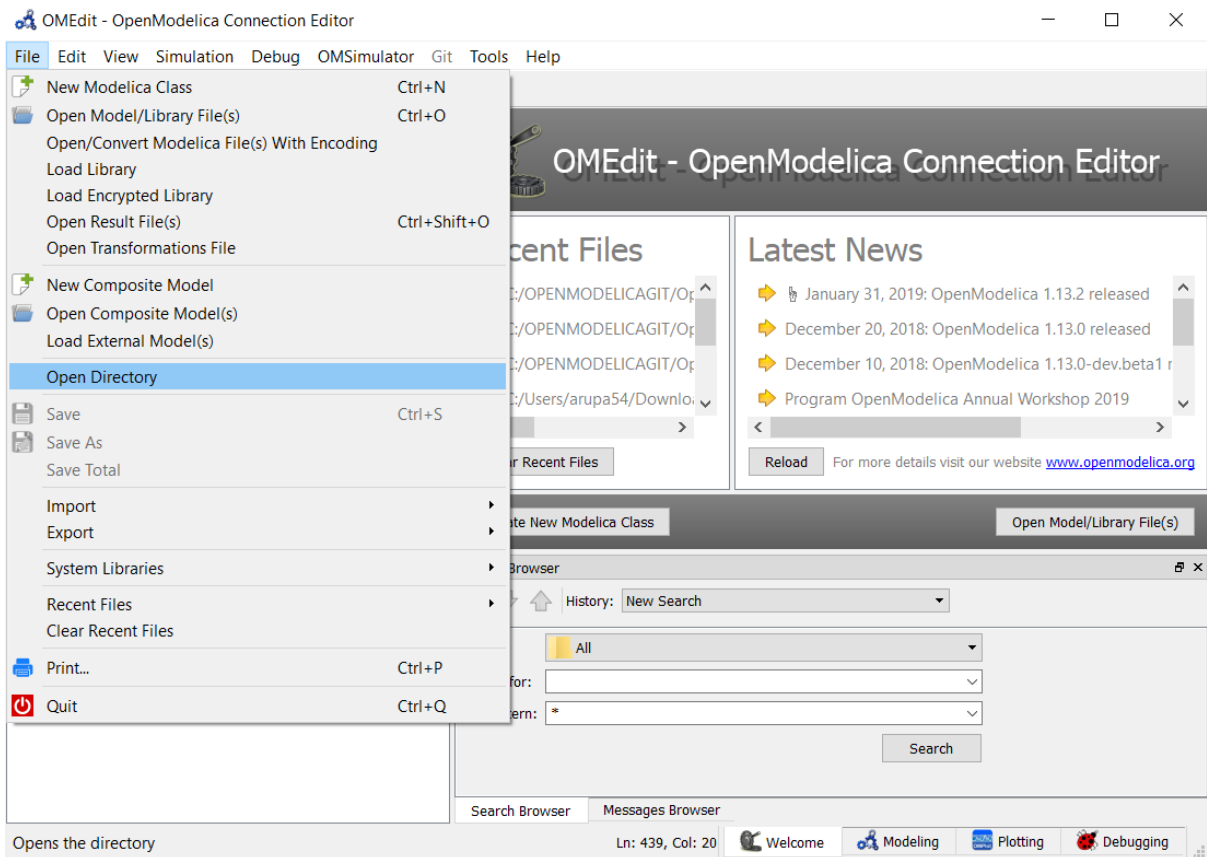 OMEdit - OpenModelica Connection Editor
File Edit View Simulation Debug OMSimulator Git Tools Help
New Modelica Class Ctrl+N
Open Model/Library File(s) Ctrl+O
Open/Convert Modelica File(s) With Encoding
Load Library
Load Encrypted Library
Open Result File(s) Ctrl+Shift+O
Open Transformations File
New Composite Model
Open Composite Model(s)
Load External Model(s)
Open Directory
Save Ctrl+S
Save As
Save Total
Import
Export
System Libraries
Recent Files
Clear Recent Files
Print... Ctrl+P
Quit Ctrl+Q
OMEdit - OpenModelica Connection Editor
Files
:/OPENMODELICAGIT/Op
:/OPENMODELICAGIT/Op
:/OPENMODELICAGIT/Op
:/Users/arupa54/Downlo
Recent Files
Latest News
January 31, 2019: OpenModelica 1.13.2 released
December 20, 2018: OpenModelica 1.13.0 released
December 10, 2018: OpenModelica 1.13.0-dev.beta1 r
Program OpenModelica Annual Workshop 2019
Reload For more details visit our website www.openmodelica.org
New Modelica Class
Open Model/Library File(s)
Browser
History: New Search
All
for:
*
Search
Search Browser Messages Browser
Opens the directory
Ln: 439, Col: 20 Welcome Modeling Plotting Debugging